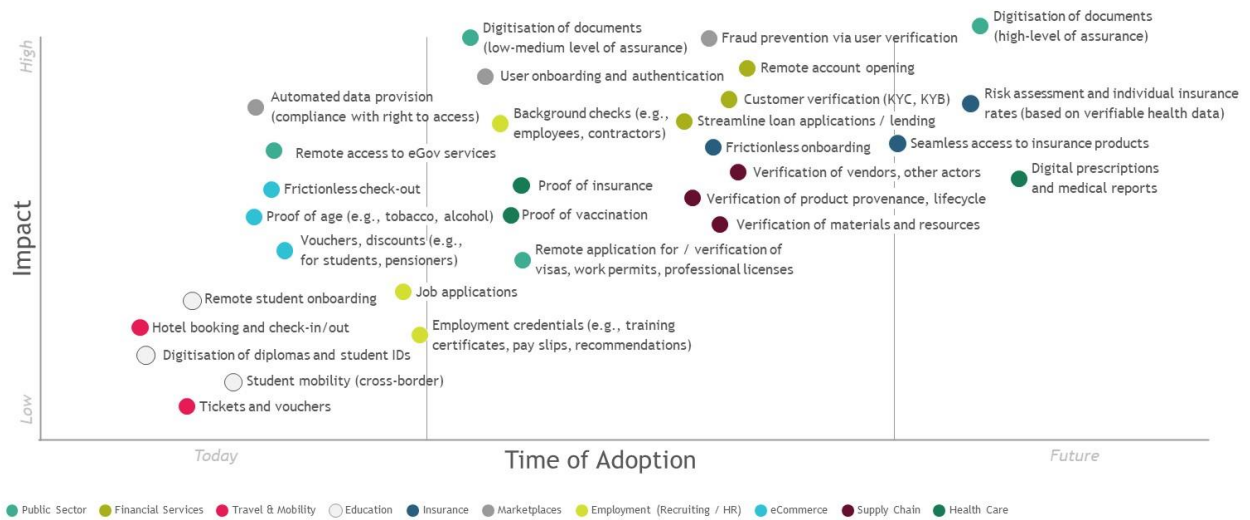 High
Impact
Low
Digitisation of documents
(low-medium level of assurance)
Fraud prevention via user verification
Digitisation of documents
(high-level of assurance)
User onboarding and authentication
Remote account opening
Automated data provision
(compliance with right to access)
Background checks (e.g.,
employees, contractors)
Customer verification (KYC, KYB)
Streamline loan applications / lending
Risk assessment and individual insurance
rates (based on verifiable health data)
Remote access to eGov services
Frictionless onboarding
Seamless access to insurance products
Frictionless check-out
Proof of insurance
Verification of vendors, other actors
Digital prescriptions
and medical reports
Proof of age (e.g., tobacco, alcohol)
Proof of vaccination
Verification of product provenance, lifecycle
Verification of materials and resources
Vouchers, discounts (e.g.,
for students, pensioners)
Remote application for / verification of
visas, work permits, professional licenses
Remote student onboarding
Job applications
Hotel booking and check-in/out
Employment credentials (e.g., training
certificates, pay slips, recommendations)
Digitisation of diplomas and student IDs
Student mobility (cross-border)
Tickets and vouchers
Today
Time of Adoption
Future
Public Sector
Financial Services
Travel & Mobility
Education
Insurance
Marketplaces
Employment (Recruiting / HR)
eCommerce
Supply Chain
Health Care